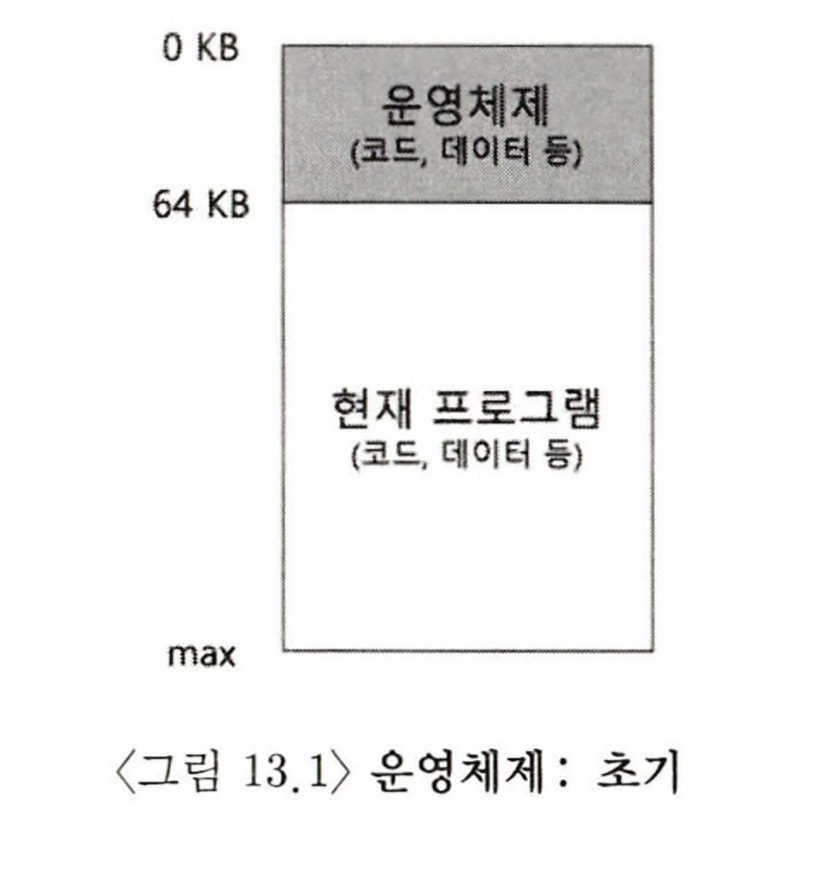 0 KB
운영체제
(코드, 데이터 등)
64 KB
현재 프로그램
(코드, 데이터 등)
max
〈그림 13.1〉 운영체제: 초기